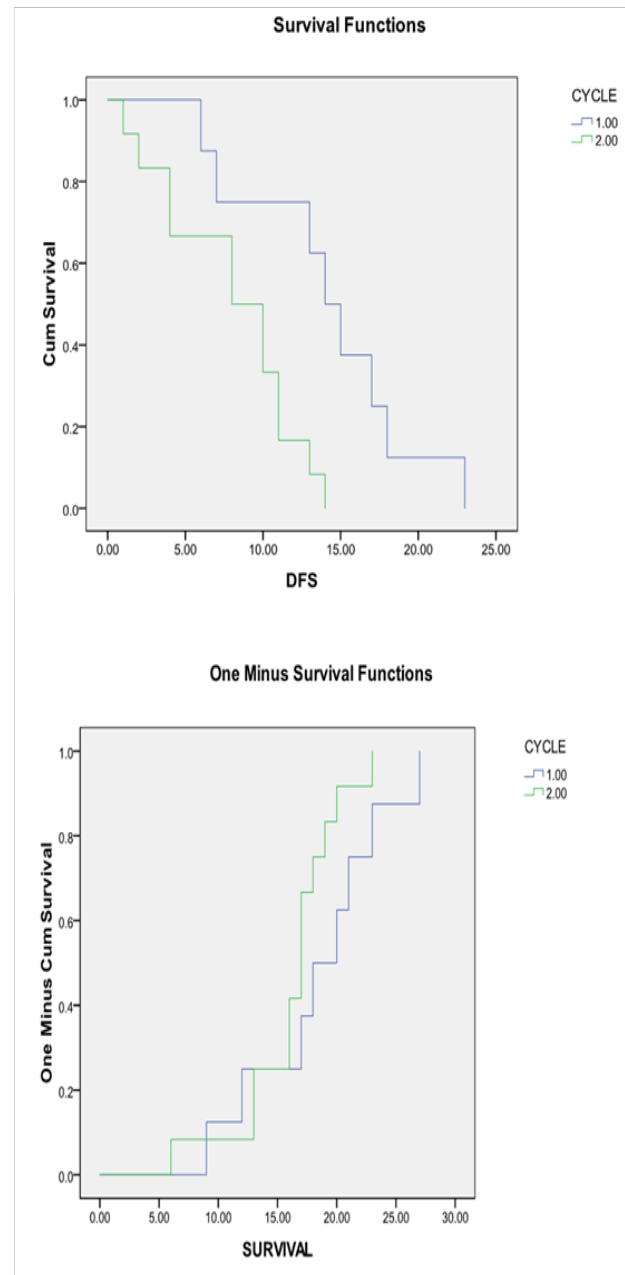 Survival Functions
CYCLE
1.00
2.00
1.0
0.8
0.6
0.4
0.2
0.0
Cum Survival
0.00 5.00 10.00 15.00 20.00 25.00
DFS
One Minus Survival Functions
CYCLE
1.00
2.00
1.0
0.8
0.6
0.4
0.2
0.0
One Minus Cum Survival
0.00 5.00 10.00 15.00 20.00 25.00 30.00
SURVIVAL